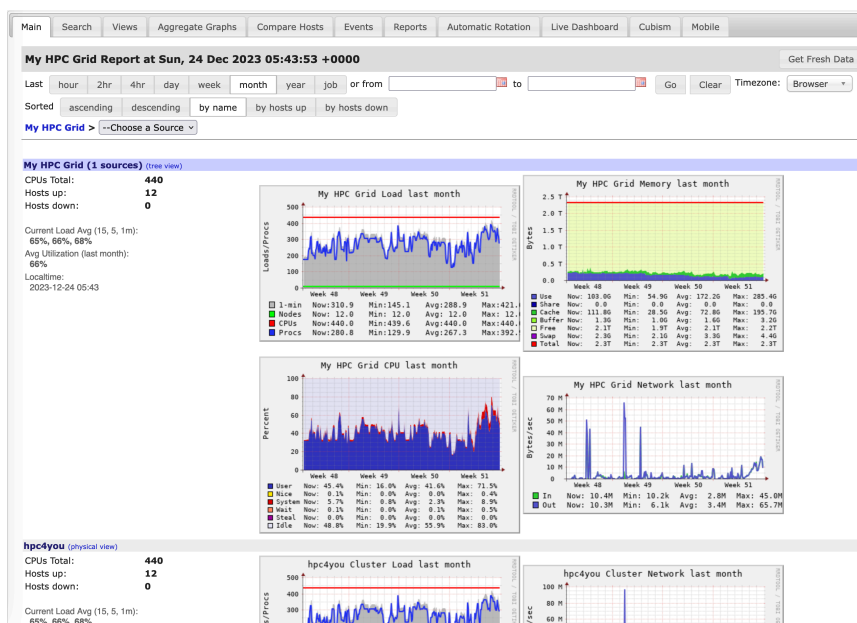 Main Search Views Aggregate Graphs Compare Hosts Events Reports Automatic Rotation Live Dashboard Cubism Mobile
My HPC Grid Report at Sun, 24 Dec 2023 05:43:53 +0000
Get Fresh Data
Last hour 2hr 4hr day week month year job or from to Go Clear Timezone: Browser
Sorted ascending descending by name by hosts up by hosts down
My HPC Grid > --Choose a Source
My HPC Grid (1 sources) (tree view)
CPUs Total: 440
Hosts up: 12
Hosts down: 0
Current Load Avg (15, 5, 1m):
65%, 66%, 68%
Avg Utilization (last month):
66%
Localtime:
2023-12-24 05:43
My HPC Grid Load last month
RRDTOOL / TOBI OETIKER
Loads/Procs
500
400
300
200
100
0
Week 48 Week 49 Week 50 Week 51
1-min Now:310.9 Min:145.1 Avg:288.9 Max:421.
Nodes Now: 12.0 Min: 12.0 Avg: 12.0 Max: 12.
CPUs Now:440.0 Min:439.6 Avg:440.0 Max:440.
Procs Now:280.8 Min:129.9 Avg:267.3 Max:392.
My HPC Grid Memory last month
RRDTOOL / TOBI OETIKER
Bytes
2.5 T
2.0 T
1.5 T
1.0 T
0.5 T
0.0
Week 48 Week 49 Week 50 Week 51
Use Now: 103.0G Min: 54.9G Avg: 172.2G Max: 285.4G
Share Now: 0.0 Min: 0.0 Avg: 0.0 Max: 0.0
Cache Now: 111.8G Min: 28.5G Avg: 72.8G Max: 195.7G
Buffer Now: 1.3G Min: 1.0G Avg: 1.6G Max: 3.2G
Free Now: 2.1T Min: 1.9T Avg: 2.1T Max: 2.2T
Swap Now: 2.3G Min: 2.1G Avg: 3.3G Max: 4.4G
Total Now: 2.3T Min: 2.3T Avg: 2.3T Max: 2.3T
My HPC Grid CPU last month
RRDTOOL / TOBI OETIKER
Percent
100
80
60
40
20
0
Week 48 Week 49 Week 50 Week 51
User Now: 45.4% Min: 16.0% Avg: 41.6% Max: 71.5%
Nice Now: 0.1% Min: 0.0% Avg: 0.0% Max: 0.4%
System Now: 5.7% Min: 0.8% Avg: 2.3% Max: 8.9%
Wait Now: 0.1% Min: 0.0% Avg: 0.1% Max: 0.5%
Steal Now: 0.0% Min: 0.0% Avg: 0.0% Max: 0.0%
Idle Now: 48.8% Min: 19.9% Avg: 55.9% Max: 83.0%
My HPC Grid Network last month
RRDTOOL / TOBI OETIKER
Bytes/sec
70 M
60 M
50 M
40 M
30 M
20 M
10 M
0
Week 48 Week 49 Week 50 Week 51
In Now: 10.4M Min: 10.2k Avg: 2.8M Max: 45.0M
Out Now: 10.3M Min: 6.1k Avg: 3.4M Max: 65.7M
hpc4you (physical view)
CPUs Total: 440
Hosts up: 12
Hosts down: 0
Current Load Avg (15, 5, 1m):
65%, 66%, 68%
hpc4you Cluster Load last month
500
400
300
hpc4you Cluster Network last month
100 M
80 M
60 M